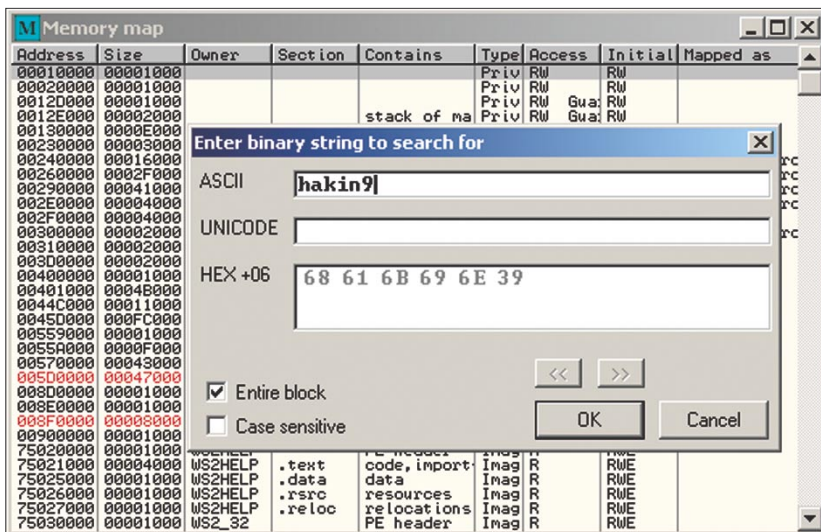 M Memory map
Address Size Owner Section Contains Type Access Initial Mapped as
00010000 00001000 Priv RW RW
00020000 00001000 Priv RW RW
0012D000 00001000 Priv RW Gua: RW
0012E000 00002000 stack of ma Priv RW Gua: RW
00130000 0000E000
00230000 00003000
00240000 00016000
00260000 0002F000
00290000 00041000
002E0000 00004000
002F0000 00004000
00300000 00002000
00310000 00002000
003D0000 00002000
00400000 00001000
00401000 0004B000
0044C000 00011000
0045D000 000FC000
00559000 00001000
0055A000 0000F000
00570000 00043000
005D0000 00047000
008D0000 00001000
008E0000 00001000
008F0000 00008000
00900000 00001000
75020000 00001000 WS2HELP PE header Imag R RWE
75021000 00004000 WS2HELP .text code,import Imag R RWE
75025000 00001000 WS2HELP .data data Imag R RWE
75026000 00001000 WS2HELP .rsrc resources Imag R RWE
75027000 00001000 WS2HELP .reloc relocations Imag R RWE
75030000 00001000 WS2_32 PE header Imag R RWE
Enter binary string to search for
ASCII hakin9
UNICODE
HEX +06 68 61 6B 69 6E 39
<< >>
Entire block
Case sensitive
OK Cancel